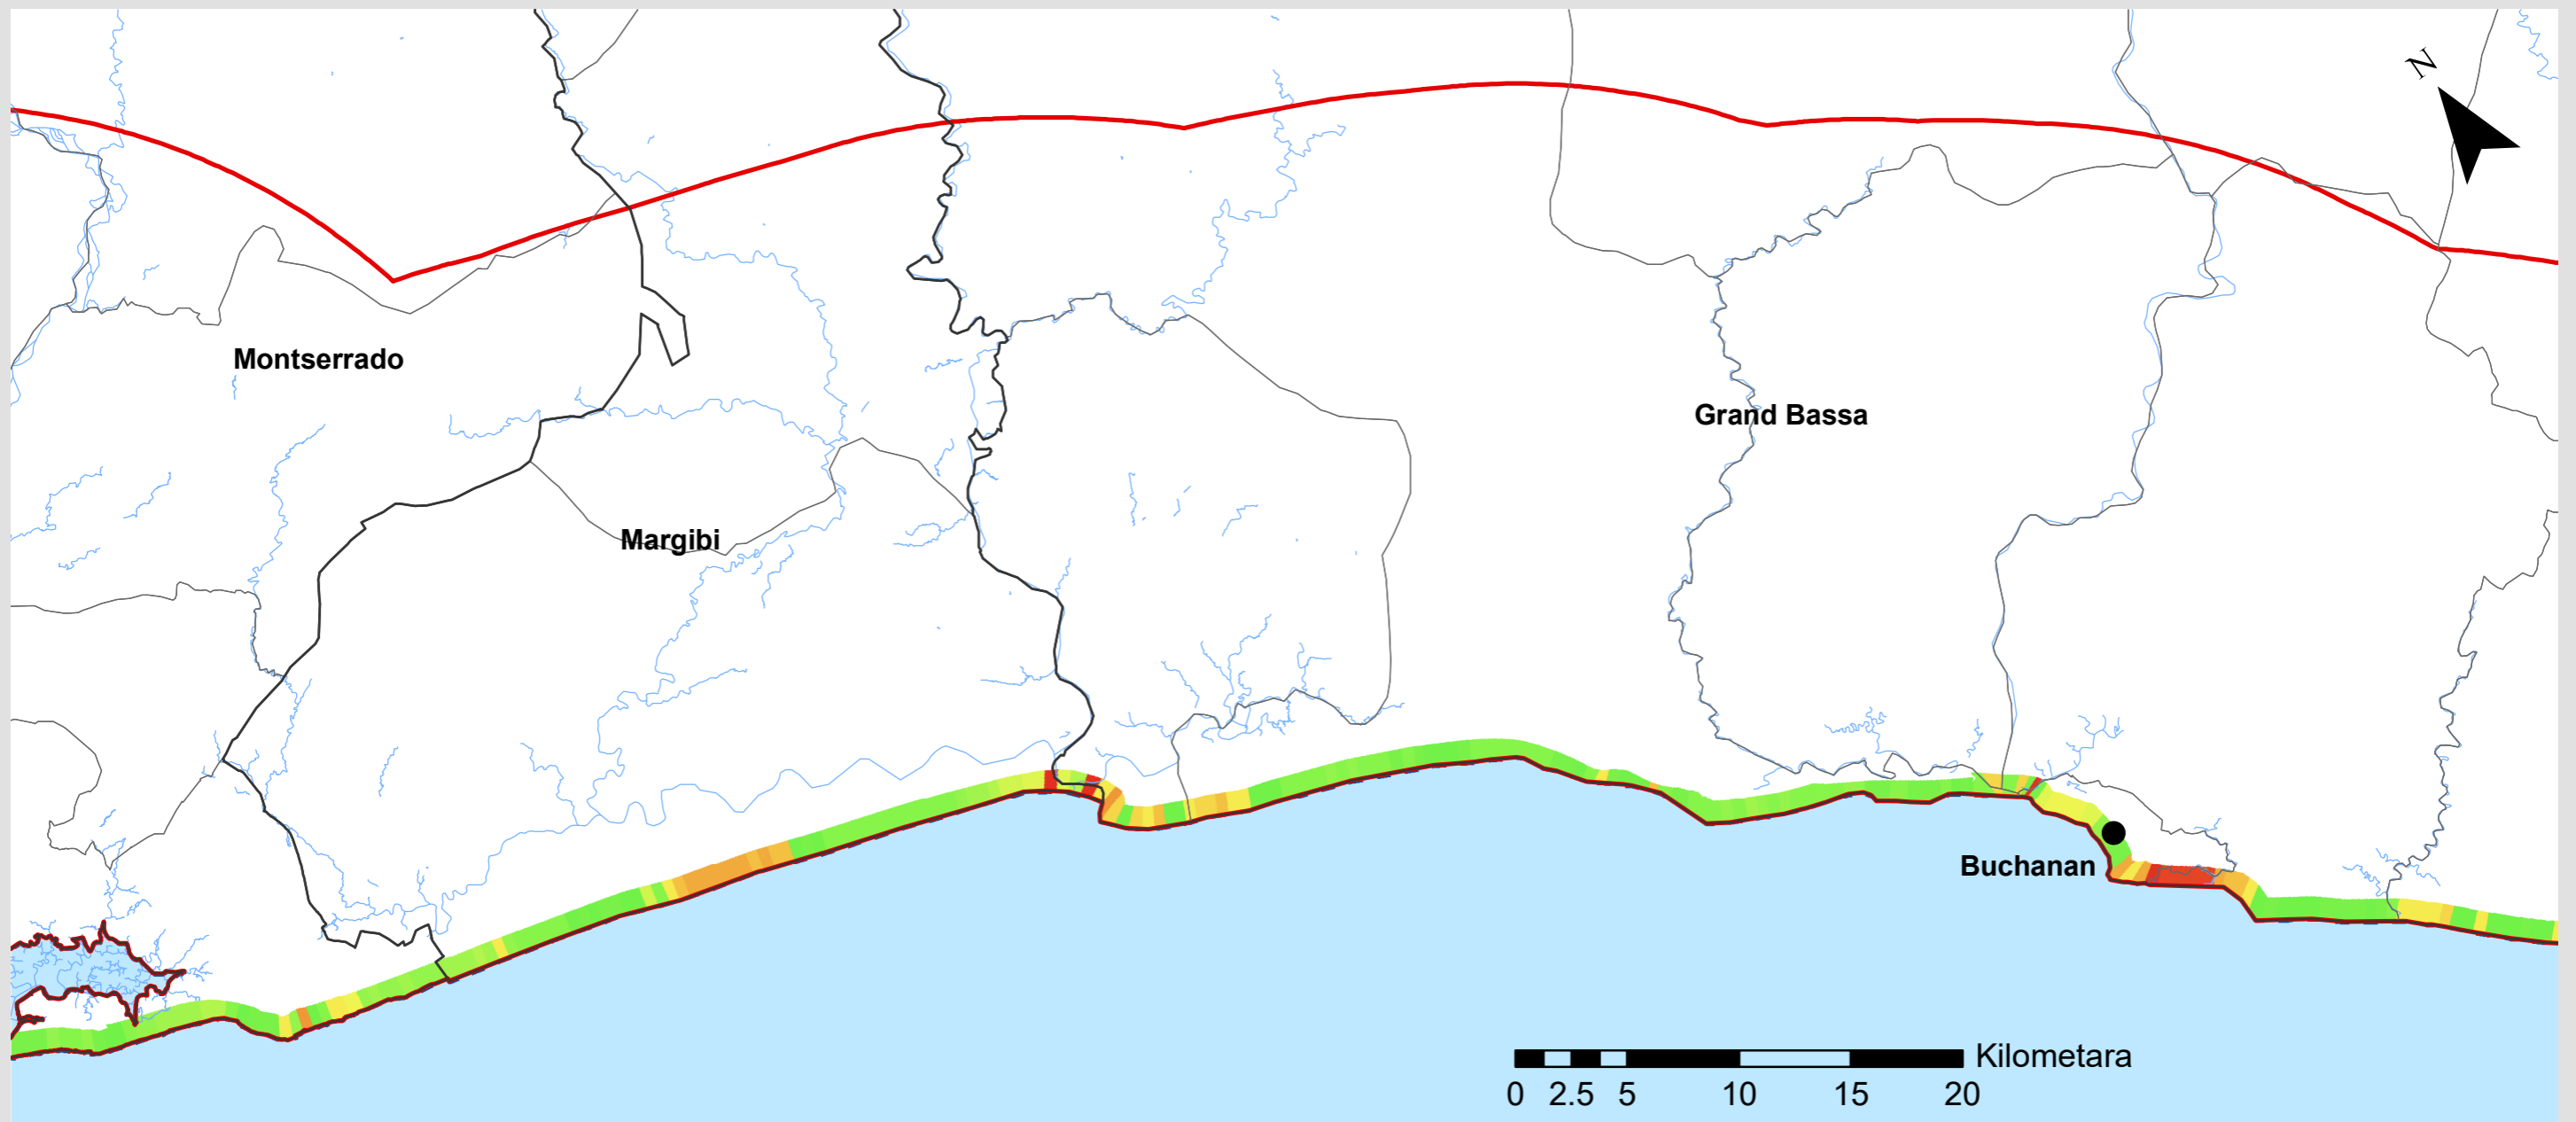 N
Montserrado
Grand Bassa
Margibi
Buchanan
Kilometara
0 2.5 5 10 15 20